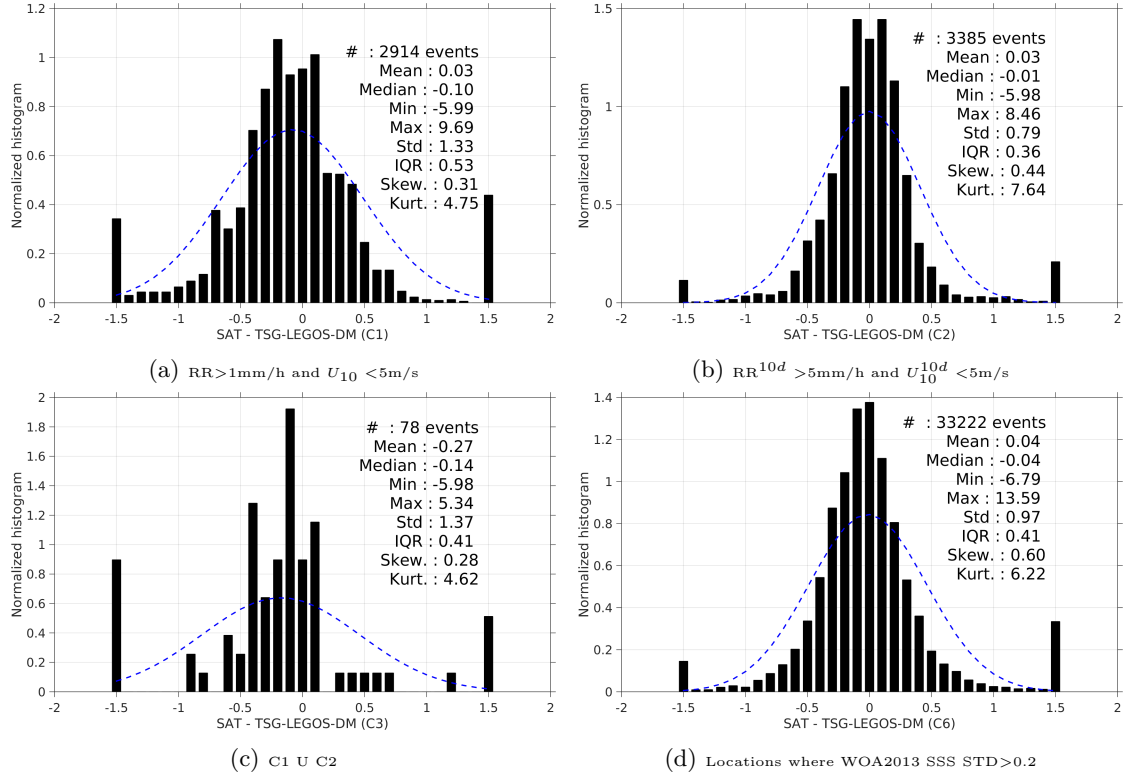 1.2
1
0.8
0.6
0.4
0.2
0
-2
-1.5
-1
-0.5
0
0.5
1
1.5
2
Normalized histogram
SAT - TSG-LEGOS-DM (C1)
# : 2914 events
Mean : 0.03
Median : -0.10
Min : -5.99
Max : 9.69
Std : 1.33
IQR : 0.53
Skew. : 0.31
Kurt. : 4.75
(a) RR>1mm/h and U10 <5m/s
1.5
1
0.5
0
-2
-1.5
-1
-0.5
0
0.5
1
1.5
2
Normalized histogram
SAT - TSG-LEGOS-DM (C2)
# : 3385 events
Mean : 0.03
Median : -0.01
Min : -5.98
Max : 8.46
Std : 0.79
IQR : 0.36
Skew. : 0.44
Kurt. : 7.64
(b) RR10d >5mm/h and U10d10 <5m/s
2
1.8
1.6
1.4
1.2
1
0.8
0.6
0.4
0.2
0
-2
-1.5
-1
-0.5
0
0.5
1
1.5
2
Normalized histogram
SAT - TSG-LEGOS-DM (C3)
# : 78 events
Mean : -0.27
Median : -0.14
Min : -5.98
Max : 5.34
Std : 1.37
IQR : 0.41
Skew. : 0.28
Kurt. : 4.62
(c) C1 U C2
1.4
1.2
1
0.8
0.6
0.4
0.2
0
-2
-1.5
-1
-0.5
0
0.5
1
1.5
2
Normalized histogram
SAT - TSG-LEGOS-DM (C6)
# : 33222 events
Mean : 0.04
Median : -0.04
Min : -6.79
Max : 13.59
Std : 0.97
IQR : 0.41
Skew. : 0.60
Kurt. : 6.22
(d) Locations where WOA2013 SSS STD>0.2